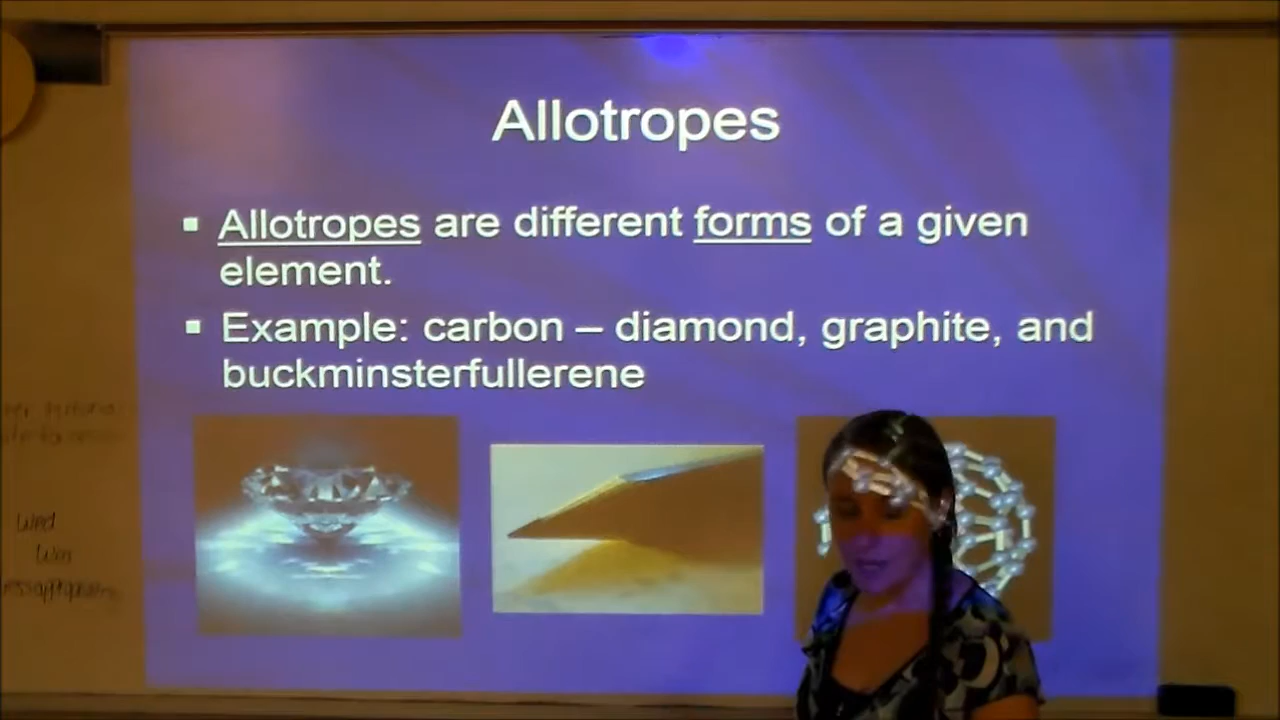 Allotropes
▪ Allotropes are different forms of a given
element.
▪ Example: carbon – diamond, graphite, and
buckminsterfullerene